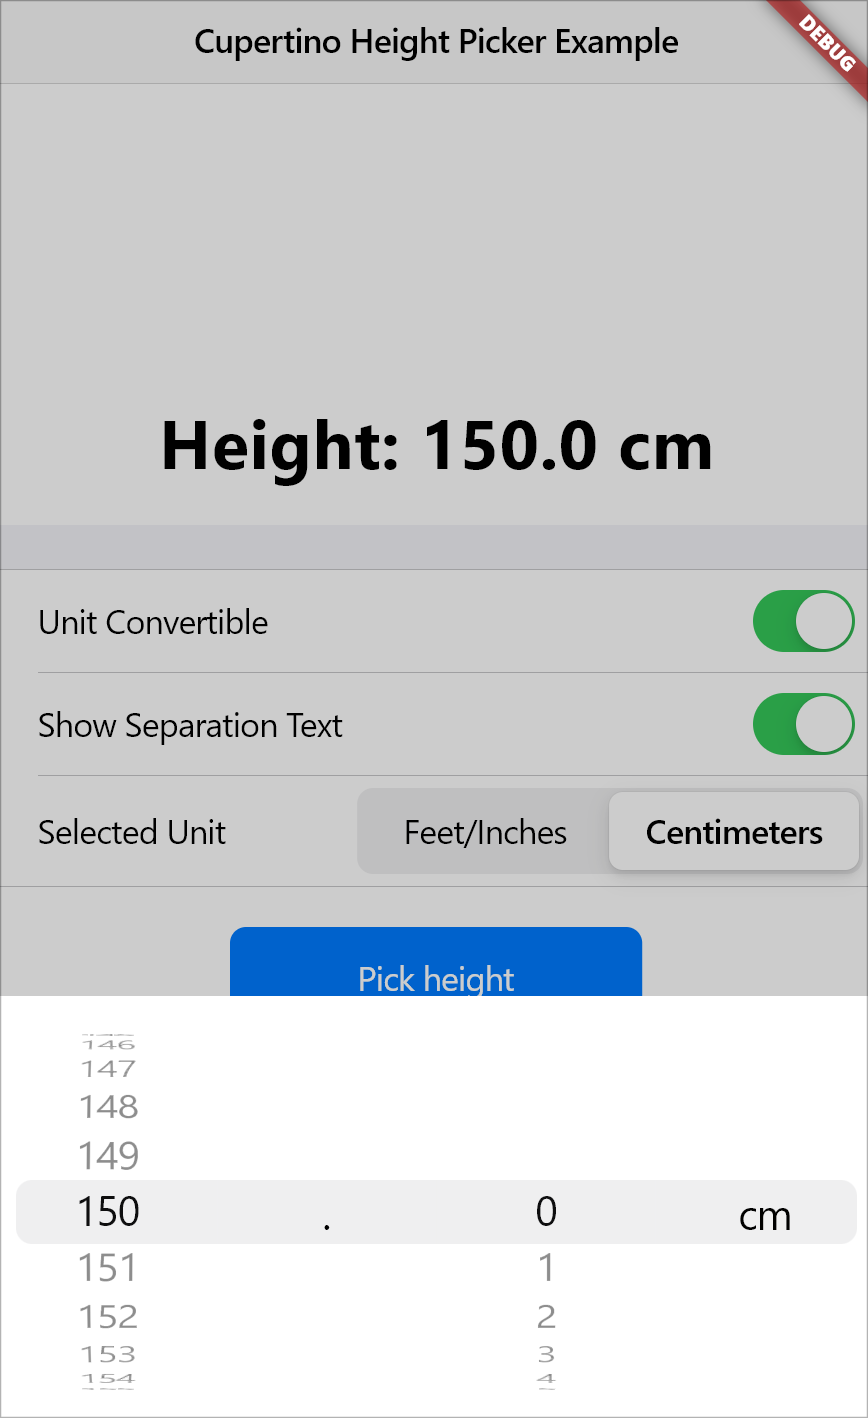 Cupertino Height Picker Example
DEBUG
Height: 150.0 cm
Unit Convertible
Show Separation Text
Selected Unit Feet/Inches Centimeters
Pick height
146
147
148
149
150 . 0 cm
151 1
152 2
153 3
154 4